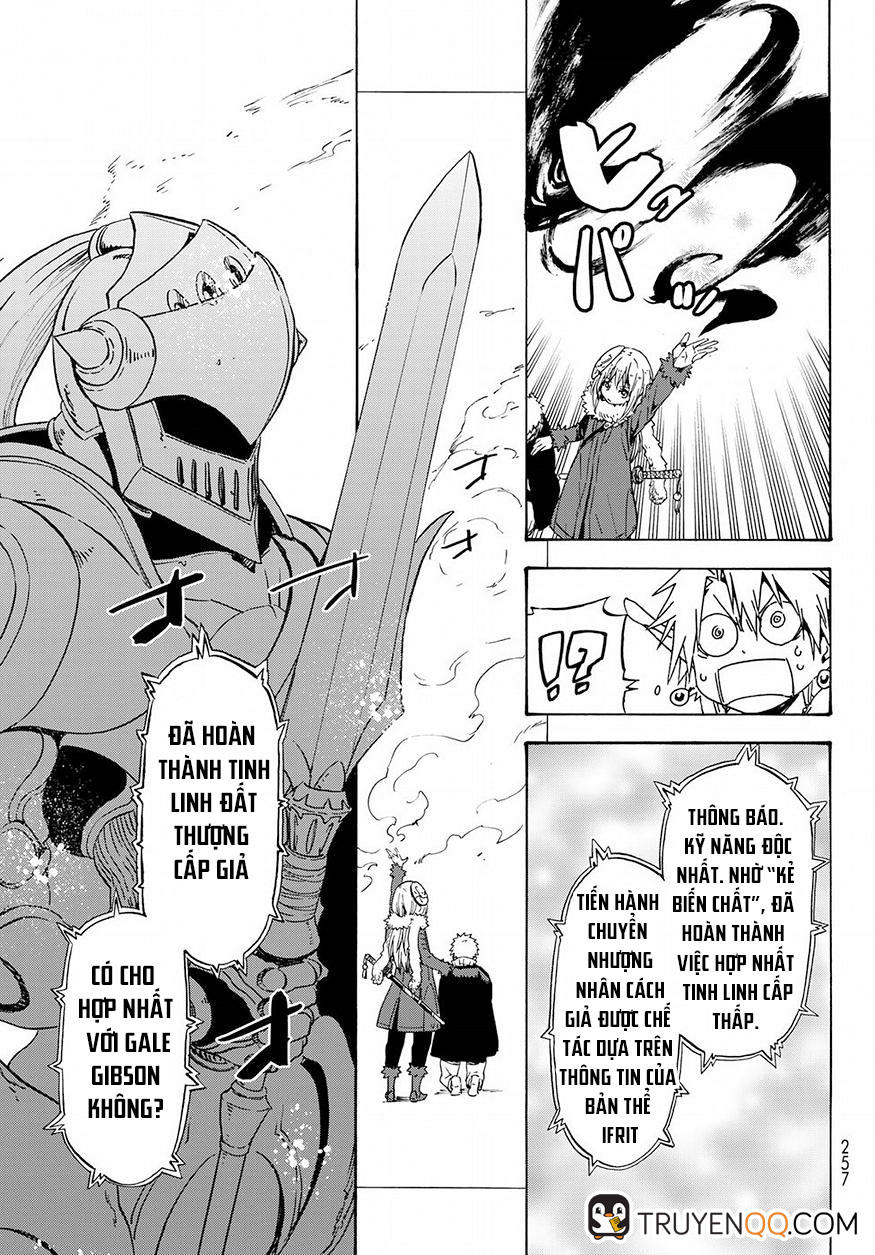 ヒュッ
パッ
!?
THÔNG BÁO.
KỸ NĂNG ĐỘC
NHẤT. NHỜ “KẺ
BIẾN CHẤT”, ĐÃ
HOÀN THÀNH
VIỆC HỢP NHẤT
TINH LINH CẤP
THẤP.
TIẾN HÀNH
CHUYỂN
NHƯỢNG
NHÂN CÁCH
GIẢ ĐƯỢC CHẾ
TÁC DỰA TRÊN
THÔNG TIN CỦA
BẢN THỂ
IFRIT
オ
オ
オ
オ
ĐÃ HOÀN
THÀNH TINH
LINH ĐẤT
THƯỢNG
CẤP GIẢ
CÓ CHO
HỢP NHẤT
VỚI GALE
GIBSON
KHÔNG?
257
TRUYENQQ.COM